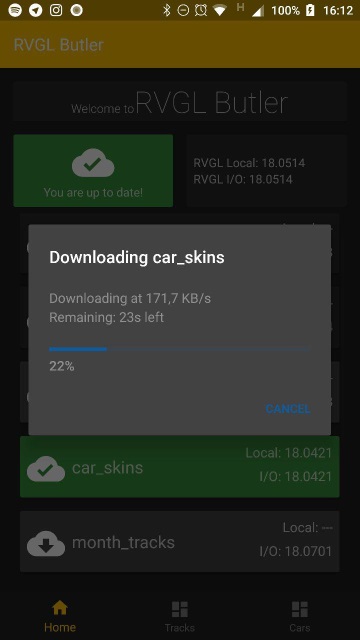 H
100%
16:12
RVGL Butler
Welcome to RVGL Butler
You are up to date!
RVGL Local: 18.0514
RVGL I/O: 18.0514
Downloading car_skins
Downloading at 171,7 KB/s
Remaining: 23s left
22%
CANCEL
car_skins
Local: 18.0421
I/O: 18.0421
month_tracks
Local: ---
I/O: 18.0701
Home
Tracks
Cars